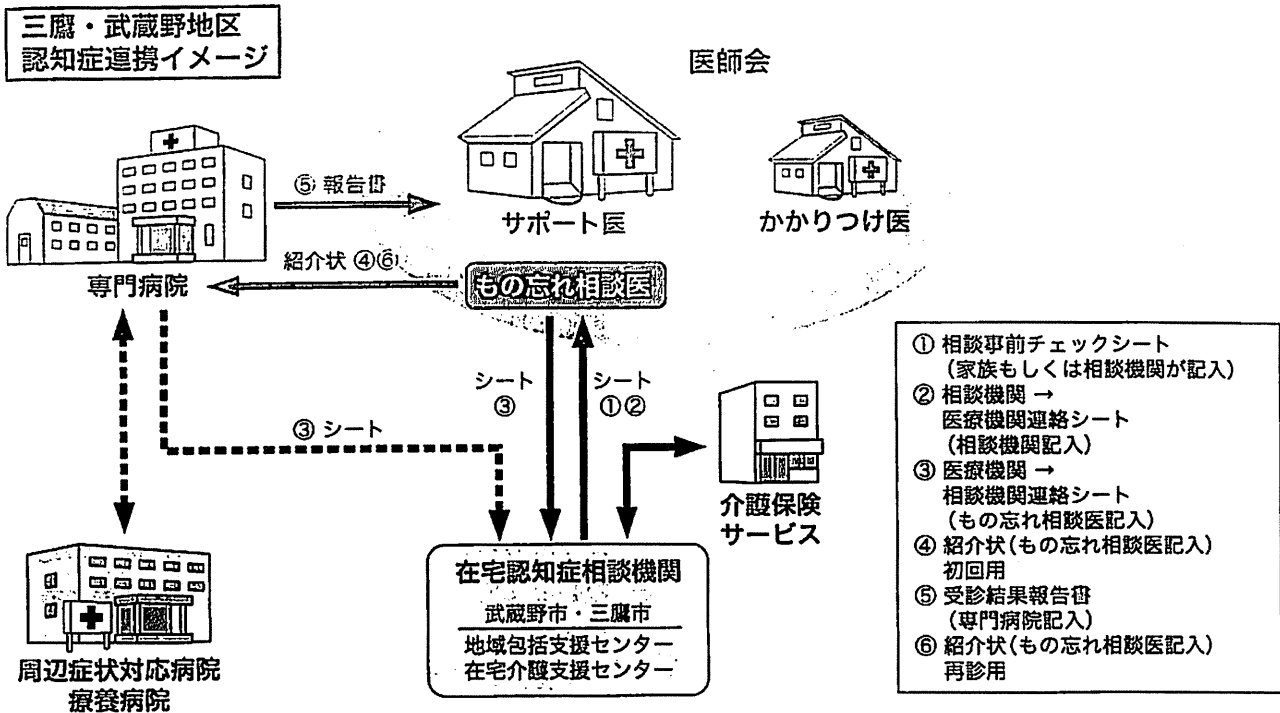 三鷹・武蔵野地区
認知症連携イメージ
医師会
⑤ 報告書
サポート医
かかりつけ医
紹介状 ④⑥
専門病院
もの忘れ相談医
シート
③
シート
①②
③ シート
介護保険
サービス
在宅認知症相談機関
武蔵野市・三鷹市
地域包括支援センター
在宅介護支援センター
周辺症状対応病院
療養病院
① 相談事前チェックシート
（家族もしくは相談機関が記入）
② 相談機関 →
医療機関連絡シート
（相談機関記入）
③ 医療機関 →
相談機関連絡シート
（もの忘れ相談医記入）
④ 紹介状（もの忘れ相談医記入）
初回用
⑤ 受診結果報告書
（専門病院記入）
⑥ 紹介状（もの忘れ相談医記入）
再診用